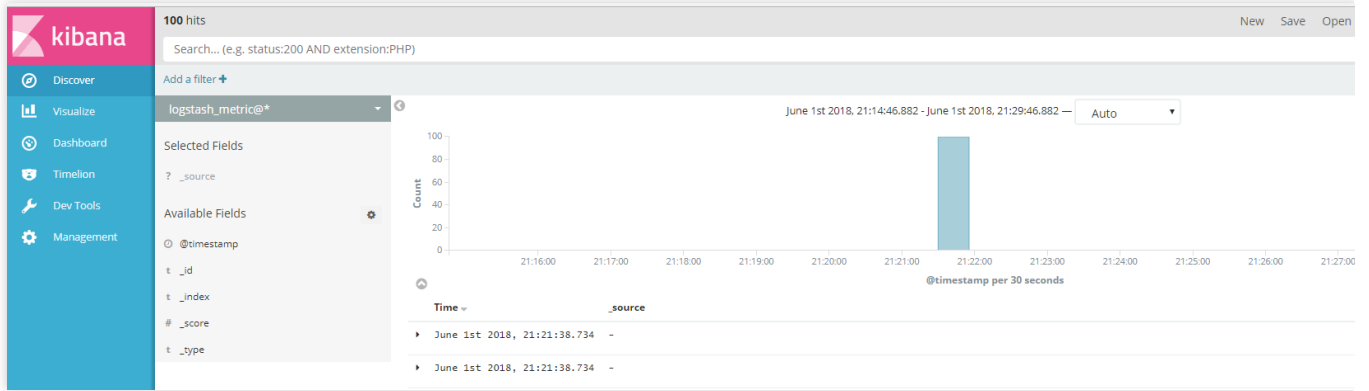 kibana
Discover
Visualize
Dashboard
Timelion
Dev Tools
Management
100 hits
New Save Open
Search... (e.g. status:200 AND extension:PHP)
Add a filter +
logstash_metric@*
Selected Fields
? _source
Available Fields
@timestamp
t _id
t _index
# _score
t _type
June 1st 2018, 21:14:46.882 - June 1st 2018, 21:29:46.882 — Auto
100
80
60
40
20
0
Count
21:16:00 21:17:00 21:18:00 21:19:00 21:20:00 21:21:00 21:22:00 21:23:00 21:24:00 21:25:00 21:26:00 21:27:00
@timestamp per 30 seconds
Time _source
June 1st 2018, 21:21:38.734 -
June 1st 2018, 21:21:38.734 -